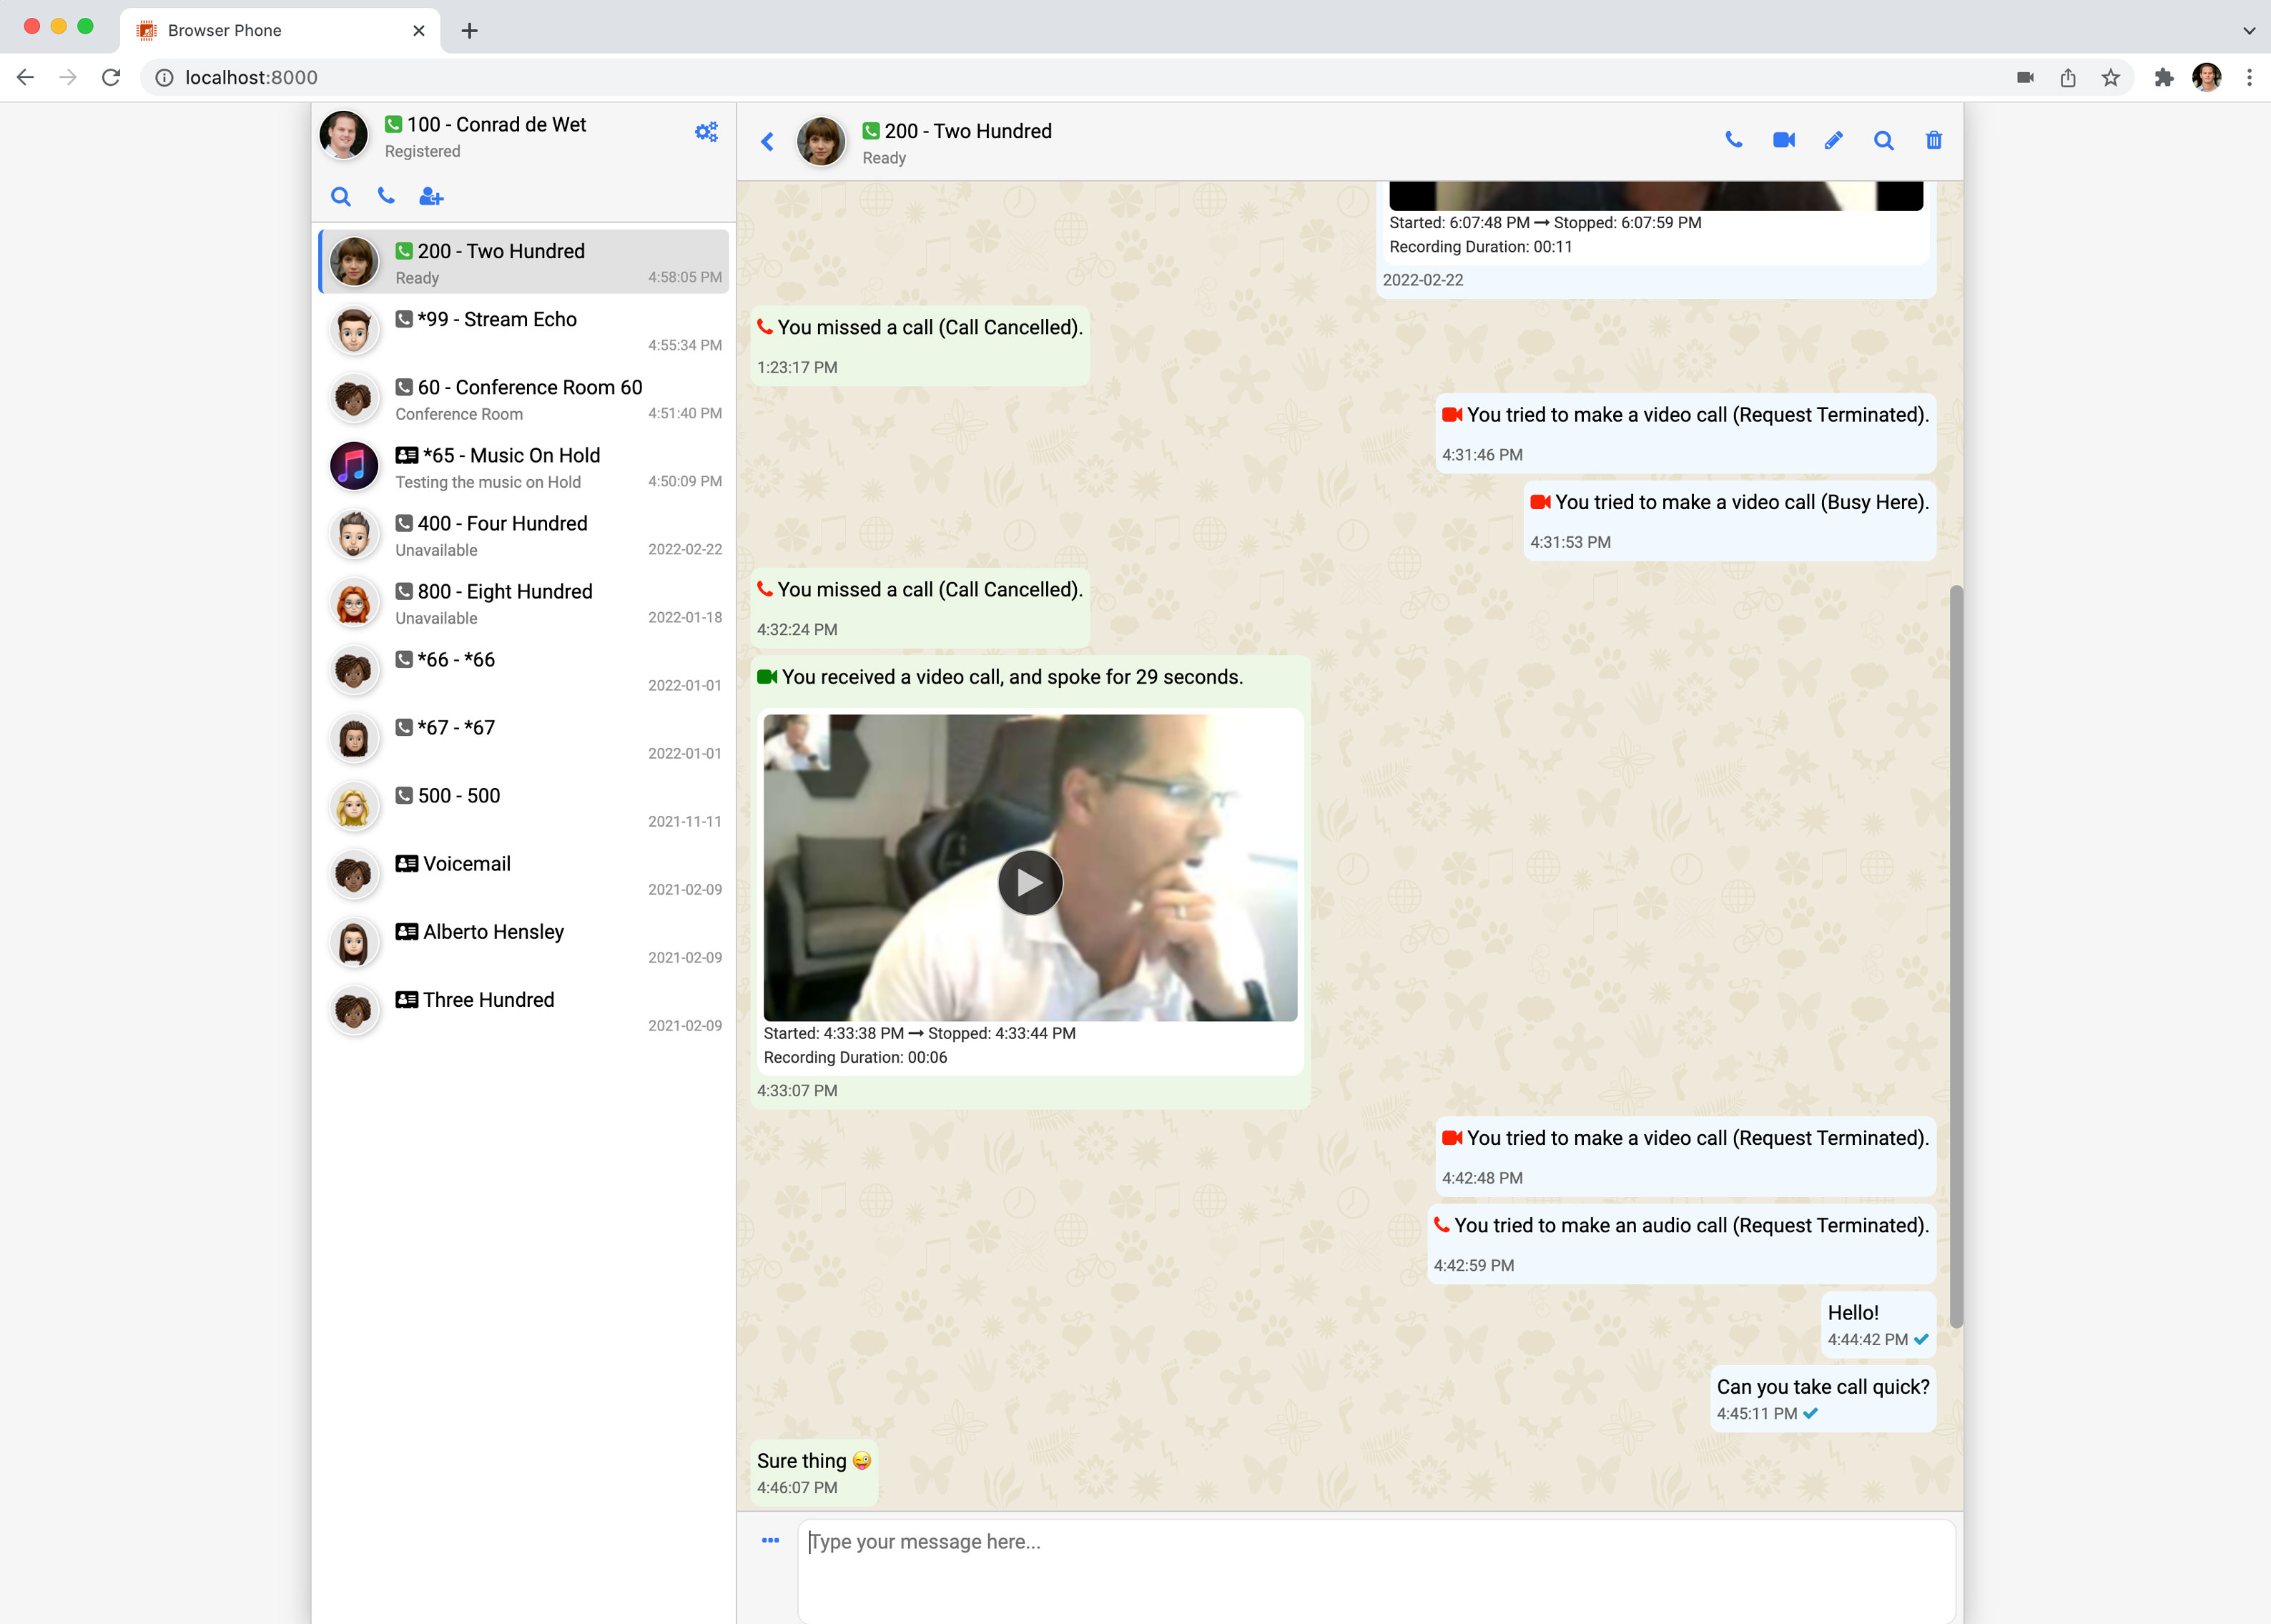 Browser Phone
localhost:8000
100 - Conrad de Wet
Registered
200 - Two Hundred
Ready
4:58:05 PM
*99 - Stream Echo
4:55:34 PM
60 - Conference Room 60
Conference Room
4:51:40 PM
*65 - Music On Hold
Testing the music on Hold
4:50:09 PM
400 - Four Hundred
Unavailable
2022-02-22
800 - Eight Hundred
Unavailable
2022-01-18
*66 - *66
2022-01-01
*67 - *67
2022-01-01
500 - 500
2021-11-11
Voicemail
2021-02-09
Alberto Hensley
2021-02-09
Three Hundred
2021-02-09
200 - Two Hundred
Ready
Started: 6:07:48 PM → Stopped: 6:07:59 PM
Recording Duration: 00:11
2022-02-22
You missed a call (Call Cancelled).
1:23:17 PM
You tried to make a video call (Request Terminated).
4:31:46 PM
You tried to make a video call (Busy Here).
4:31:53 PM
You missed a call (Call Cancelled).
4:32:24 PM
You received a video call, and spoke for 29 seconds.
Started: 4:33:38 PM → Stopped: 4:33:44 PM
Recording Duration: 00:06
4:33:07 PM
You tried to make a video call (Request Terminated).
4:42:48 PM
You tried to make an audio call (Request Terminated).
4:42:59 PM
Hello!
4:44:42 PM
Can you take call quick?
4:45:11 PM
Sure thing 😜
4:46:07 PM
Type your message here...